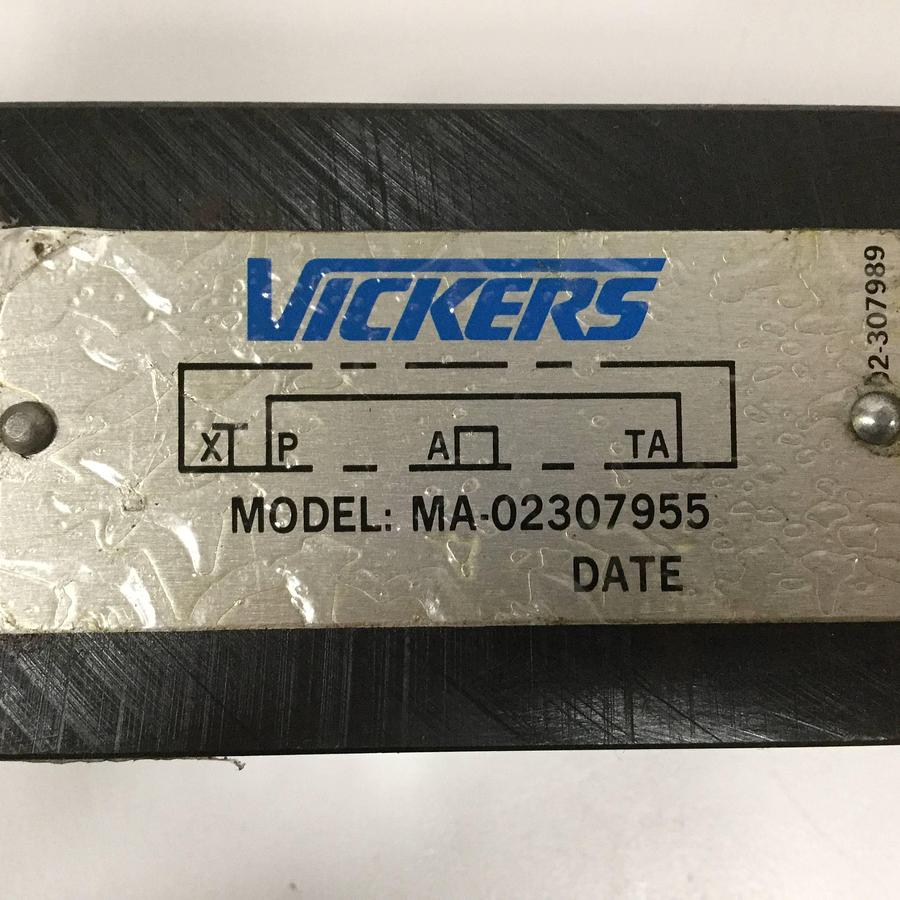 VICKERS
X P A TA
MODEL: MA-02307955
DATE
02-307989